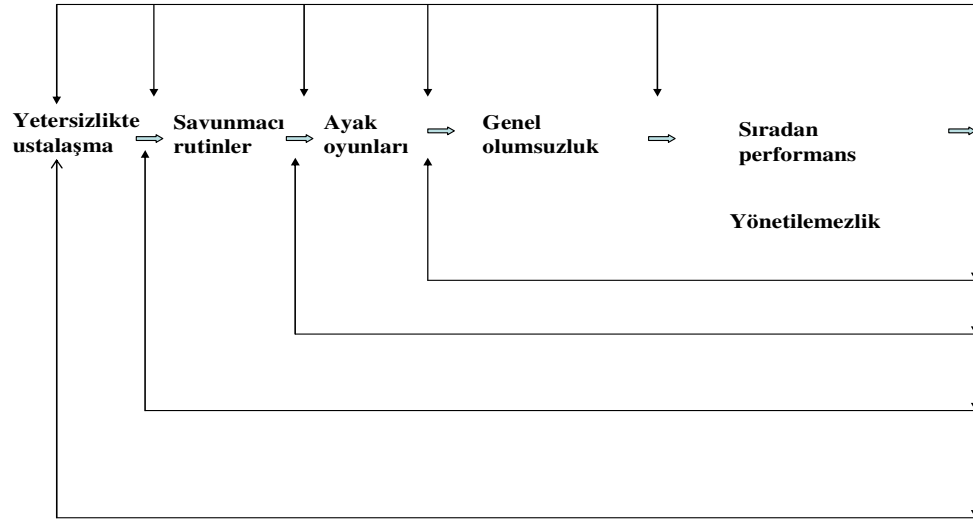 Yetersizlikte
ustalaşma
Savunmacı
rutinler
Ayak
oyunları
Genel
olumsuzluk
Sıradan
performans
Yönetilemezlik